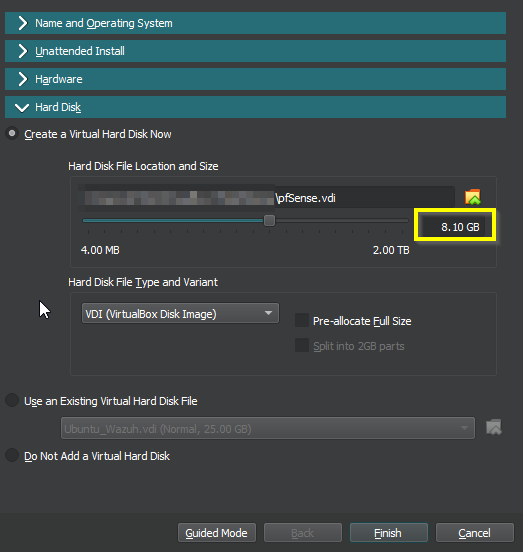 Name and Operating System
Unattended Install
Hardware
Hard Disk
Create a Virtual Hard Disk Now
Hard Disk File Location and Size
\pfSense.vdi
8.10 GB
4.00 MB 2.00 TB
Hard Disk File Type and Variant
VDI (VirtualBox Disk Image) Pre-allocate Full Size
Split into 2GB parts
Use an Existing Virtual Hard Disk File
Ubuntu_Wazuh.vdi (Normal, 25.00 GB)
Do Not Add a Virtual Hard Disk
Guided Mode Back Finish Cancel